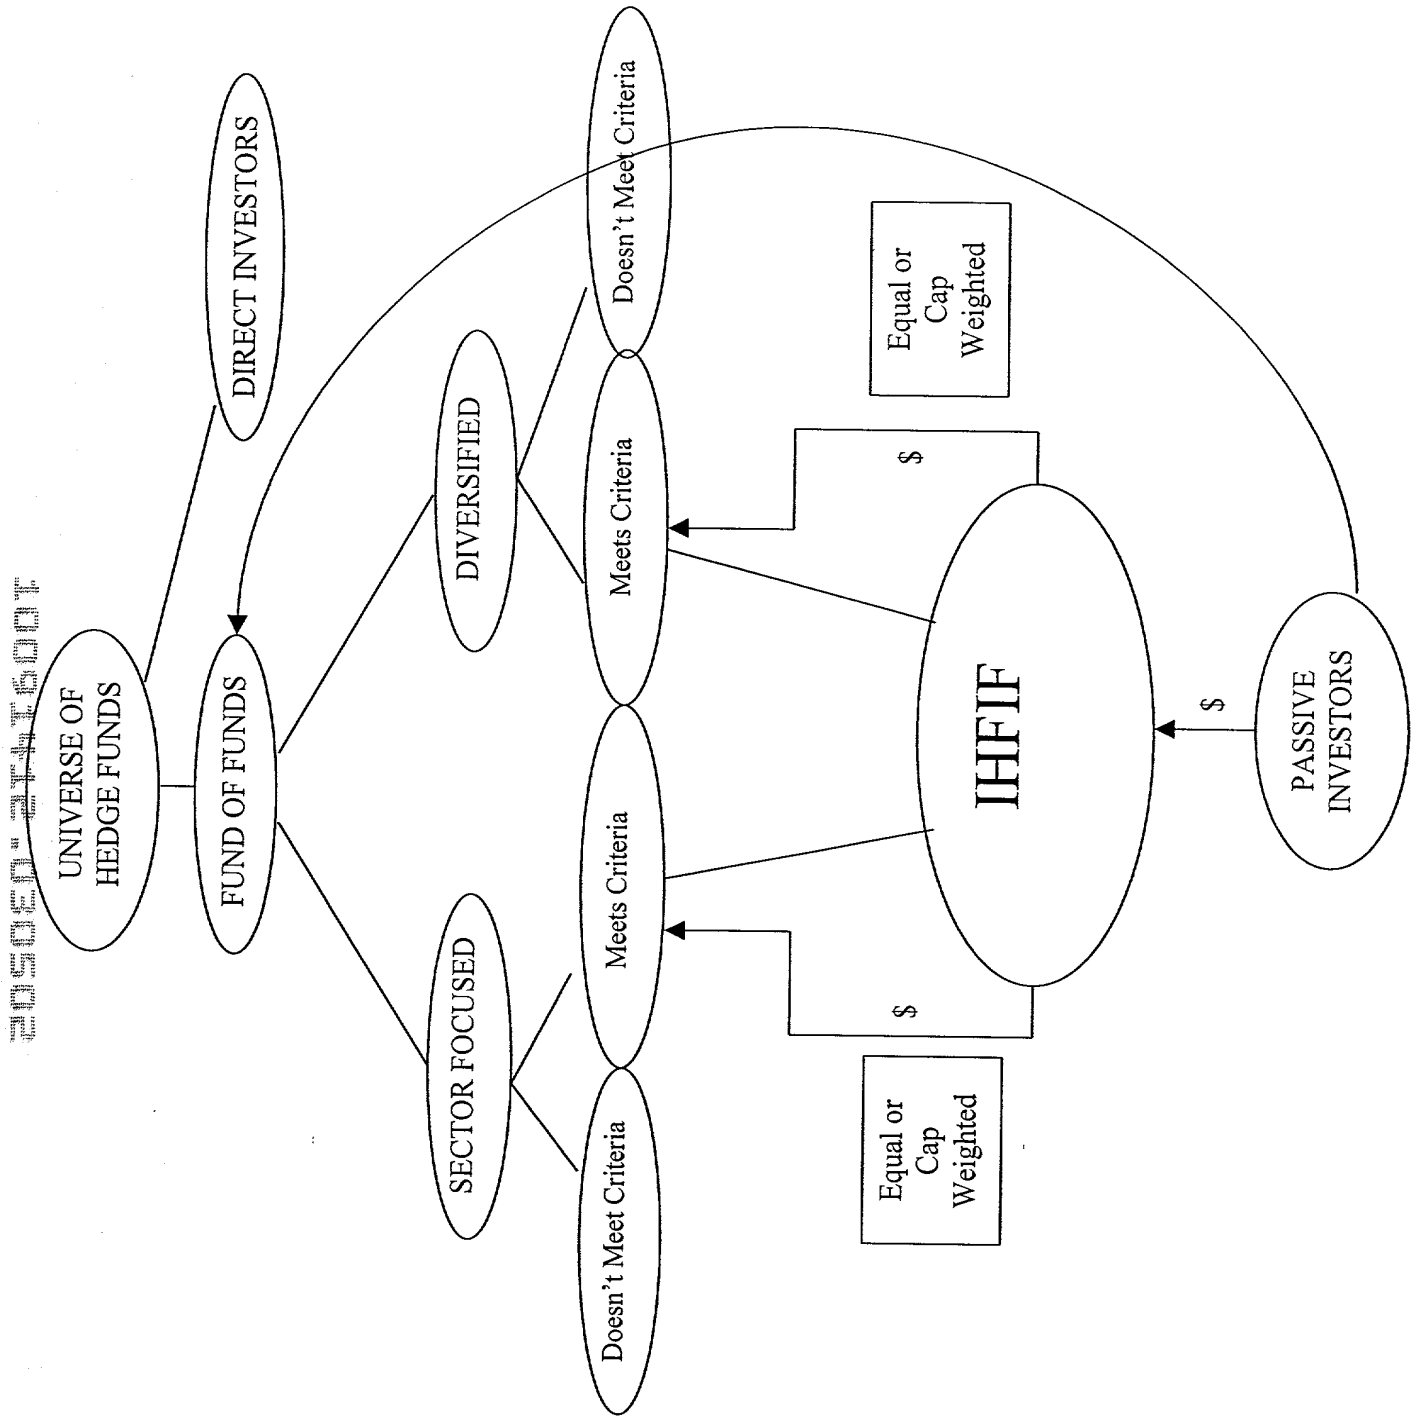 UNIVERSE OF
HEDGE FUNDS
FUND OF FUNDS
DIRECT INVESTORS
SECTOR FOCUSED
DIVERSIFIED
Doesn't Meet Criteria
Meets Criteria
Meets Criteria
Doesn't Meet Criteria
Equal or
Cap
Weighted
$
IHFIF
$
Equal or
Cap
Weighted
$
PASSIVE
INVESTORS